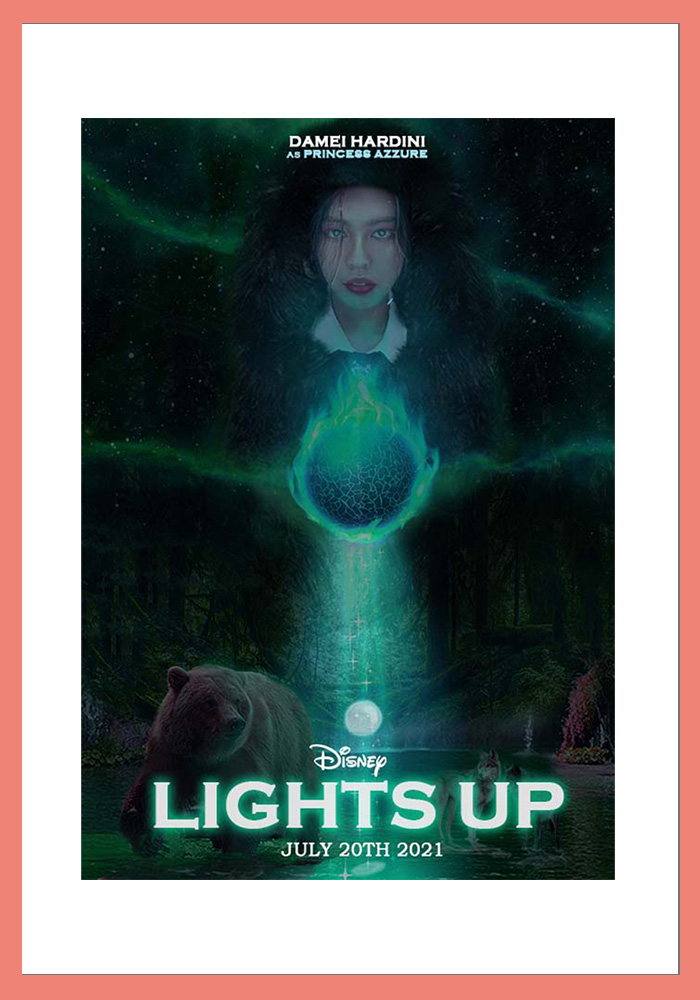 DAMEI HARDINI
AS PRINCESS AZZURE
Disney
LIGHTS UP
JULY 20TH 2021